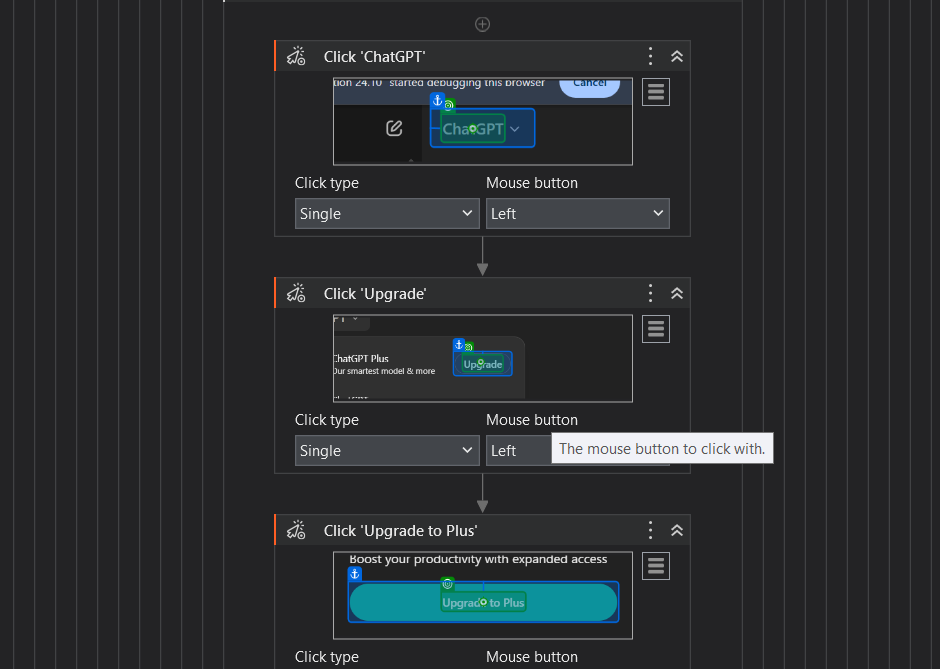 Click 'ChatGPT'
tion 24.10" started debugging this browser
Cancel
ChatGPT
Click type
Mouse button
Single
Left
Click 'Upgrade'
ChatGPT Plus
Upgrade
Our smartest model & more
Click type
Mouse button
Single
Left
The mouse button to click with.
Click 'Upgrade to Plus'
Boost your productivity with expanded access
Upgrade to Plus
Click type
Mouse button